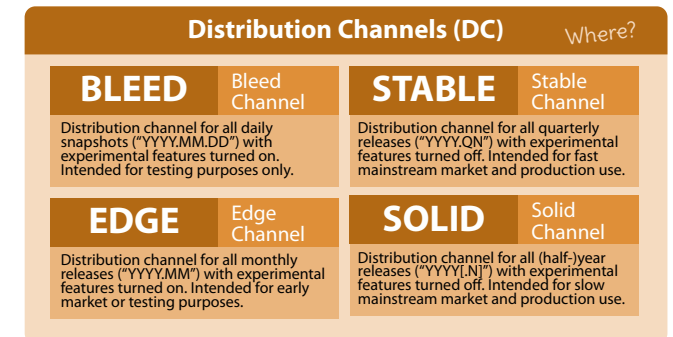 Distribution Channels (DC)
Where?
BLEED
Bleed
Channel
Distribution channel for all daily
snapshots (“YYYY.MM.DD”) with
experimental features turned on.
Intended for testing purposes only.
STABLE
Stable
Channel
Distribution channel for all quarterly
releases (“YYYY.QN”) with experimental
features turned off. Intended for fast
mainstream market and production use.
EDGE
Edge
Channel
Distribution channel for all monthly
releases (“YYYY.MM”) with experimental
features turned on. Intended for early
market or testing purposes.
SOLID
Solid
Channel
Distribution channel for all (half-)year
releases (“YYYY[.N]”) with experimental
features turned off. Intended for slow
mainstream market and production use.